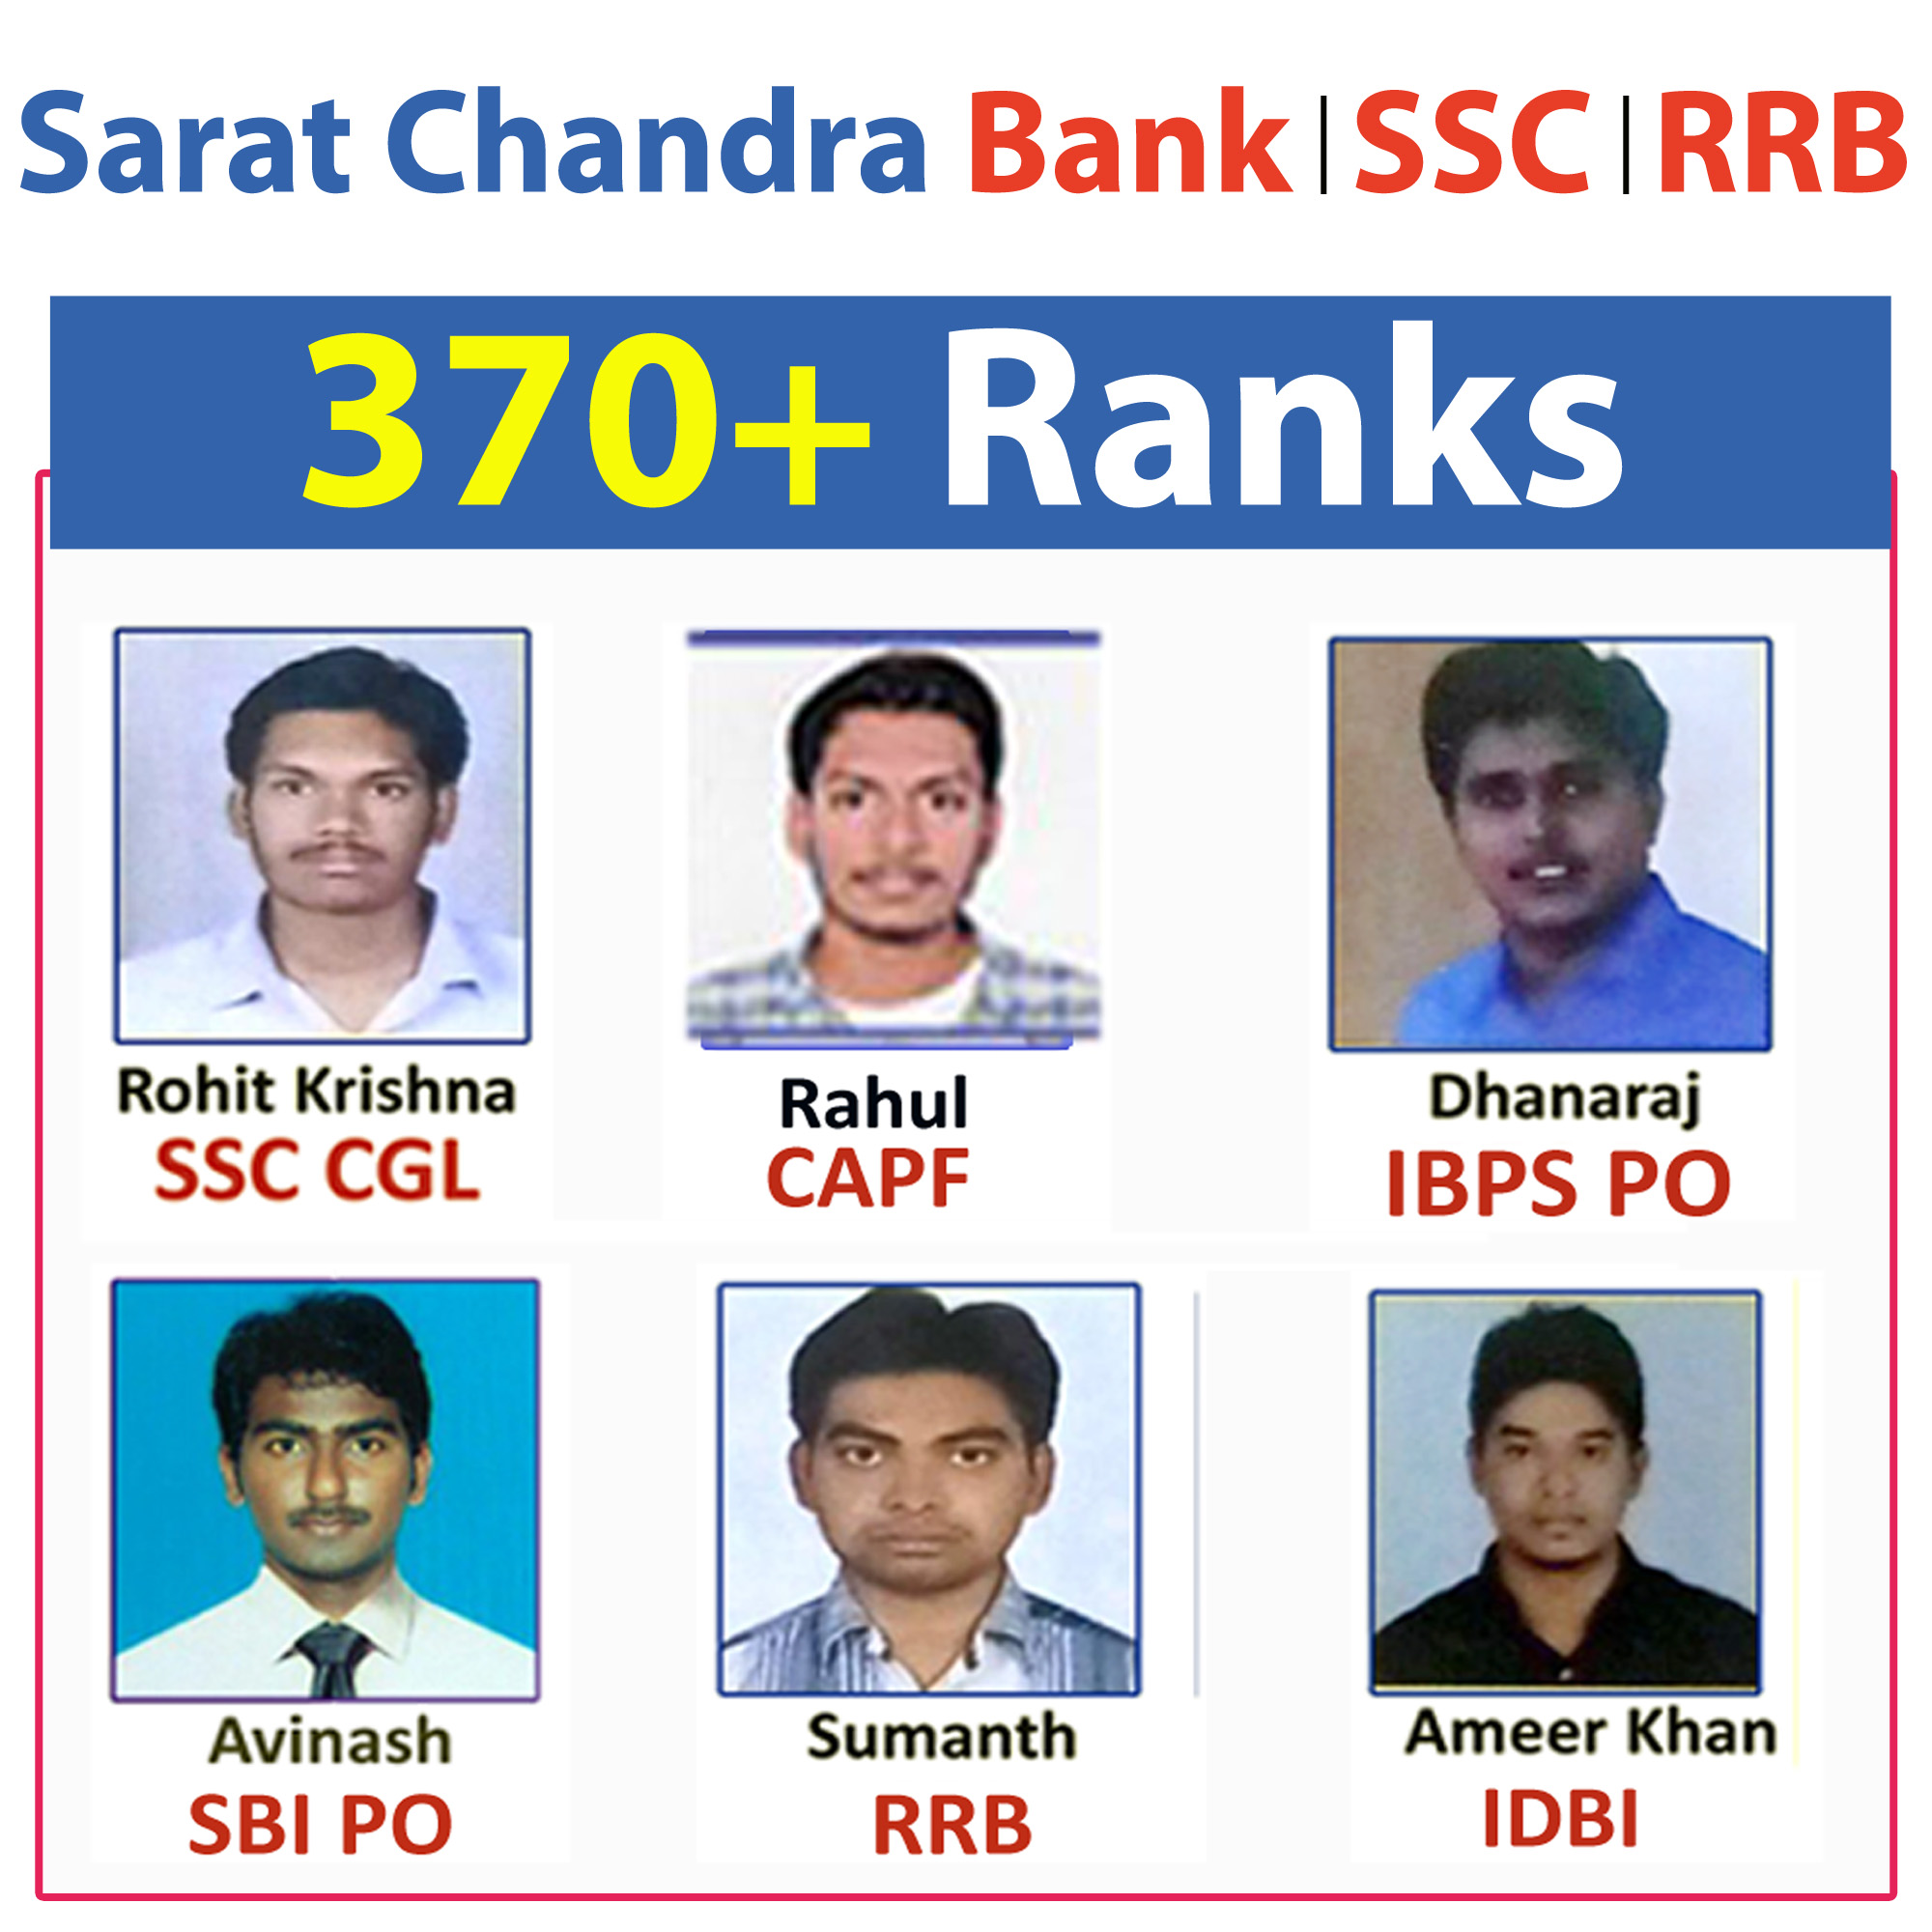 Sarat Chandra Bank | SSC | RRB
370+ Ranks
Rohit Krishna
SSC CGL
Rahul
CAPF
Dhanaraj
IBPS PO
Avinash
SBI PO
Sumanth
RRB
Ameer Khan
IDBI